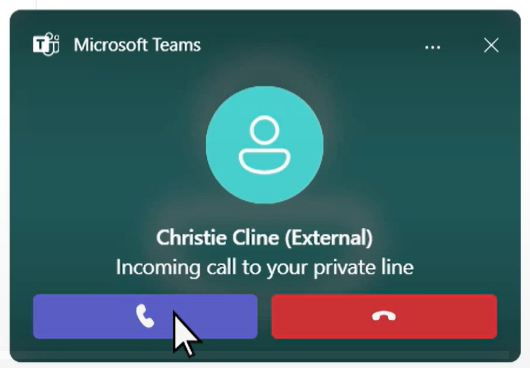 Microsoft Teams
Christie Cline (External)
Incoming call to your private line